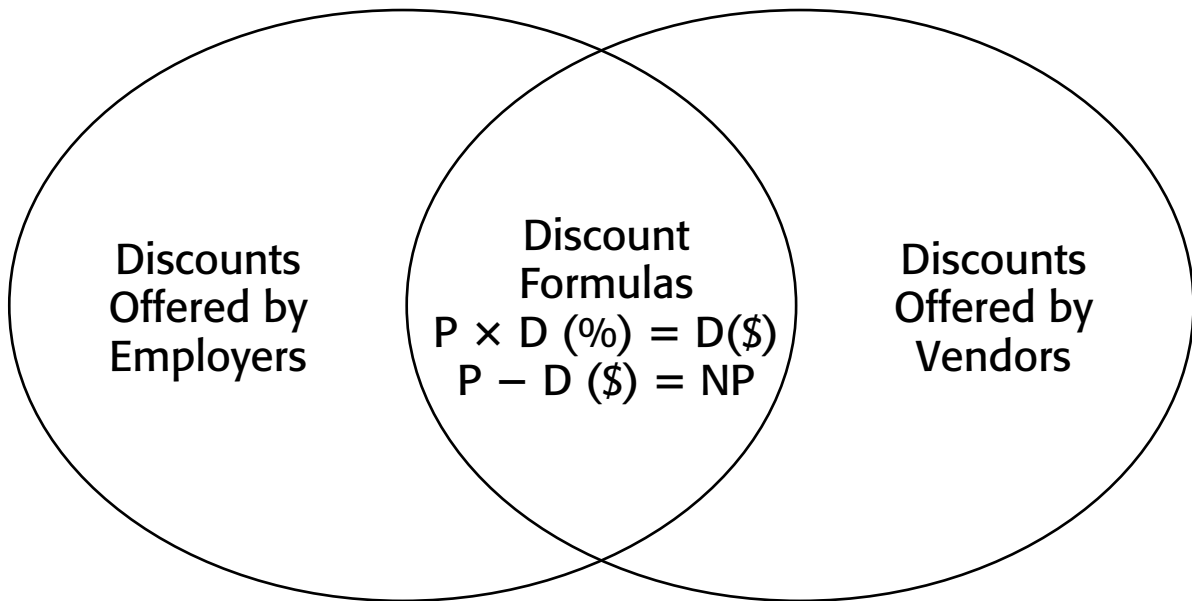 Discounts
Offered by
Employers
Discount
Formulas
P × D (%) = D($)
P − D ($) = NP
Discounts
Offered by
Vendors